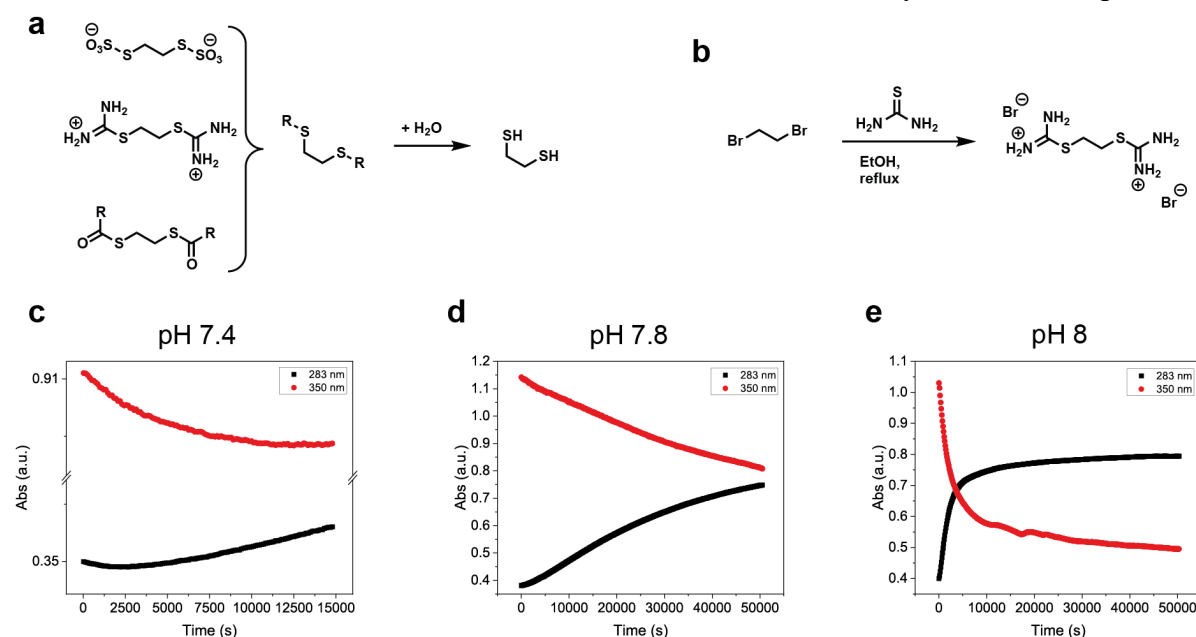 a
⊖
O3S
S
S
SO3
⊖
NH2
⊕
H2N
S
S
NH2
NH2
⊕
R
O
S
S
R
O
R
S
S
R
+ H2O
SH
SH
b
Br
Br
S
H2N
NH2
EtOH,
reflux
Br⊖
NH2
⊕
H2N
S
S
NH2
NH2
⊕
Br⊖
c
pH 7.4
0.91
0.35
Abs (a.u.)
283 nm
350 nm
0 2500 5000 7500 10000 12500 15000
Time (s)
d
pH 7.8
1.2
1.1
1.0
0.9
0.8
0.7
0.6
0.5
0.4
Abs (a.u.)
283 nm
350 nm
0 10000 20000 30000 40000 50000
Time (s)
e
pH 8
1.1
1.0
0.9
0.8
0.7
0.6
0.5
0.4
Abs (a.u.)
283 nm
350 nm
0 10000 20000 30000 40000 50000
Time (s)